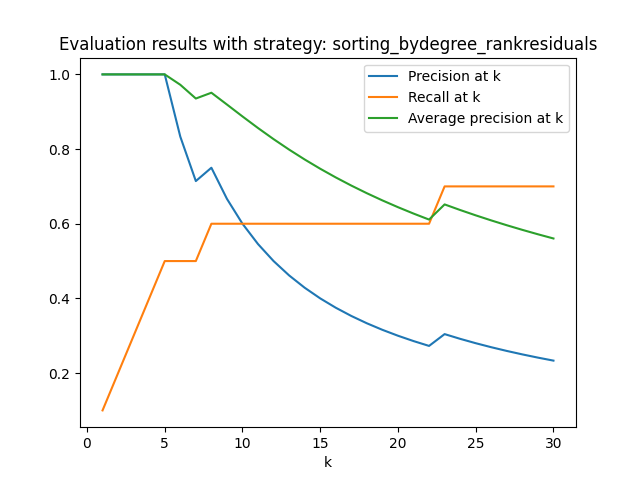 Evaluation results with strategy: sorting_bydegree_rankresiduals
1.0
0.8
0.6
0.4
0.2
Precision at k
Recall at k
Average precision at k
0 5 10 15 20 25 30
k